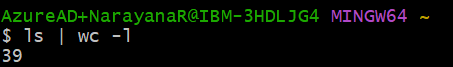 AzureAD+NarayanaR@IBM-3HDLJG4 MINGW64 ~
$ ls | wc -l
39